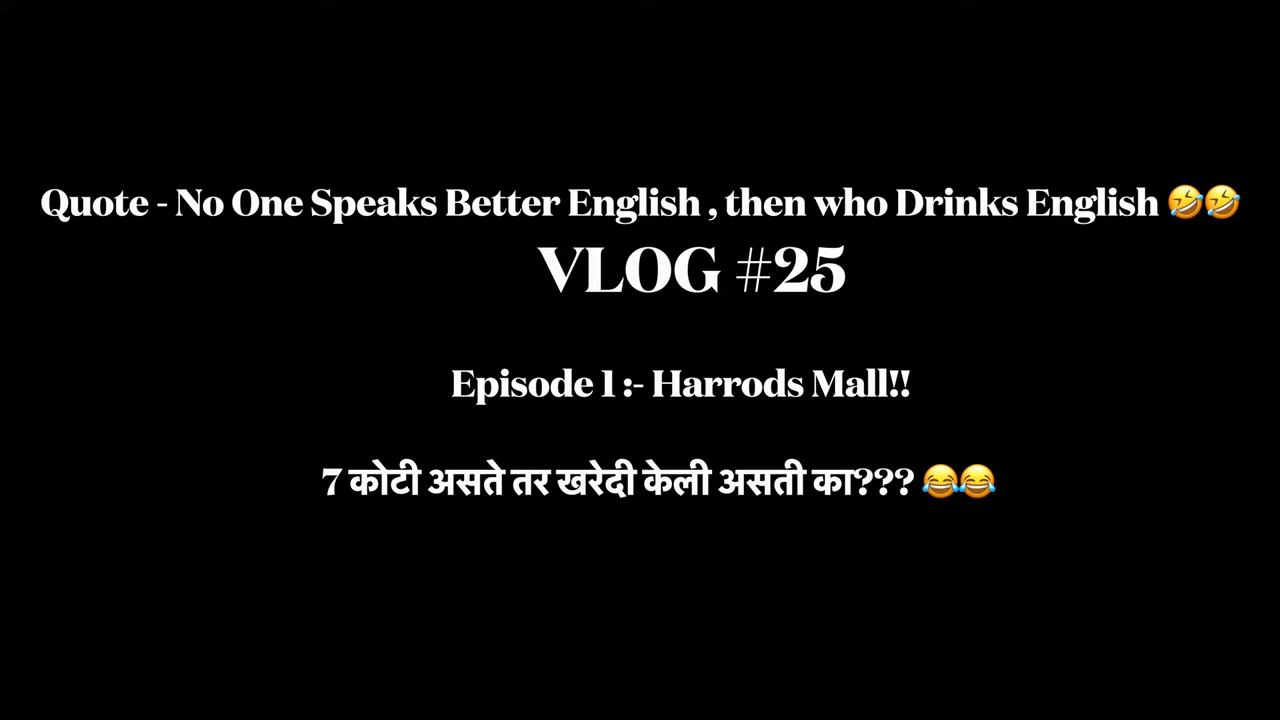 Quote - No One Speaks Better English , then who Drinks English 🤣🤣
VLOG #25
Episode 1 :- Harrods Mall!!
7 कोटी असते तर खरेदी केली असती का??? 😂😂